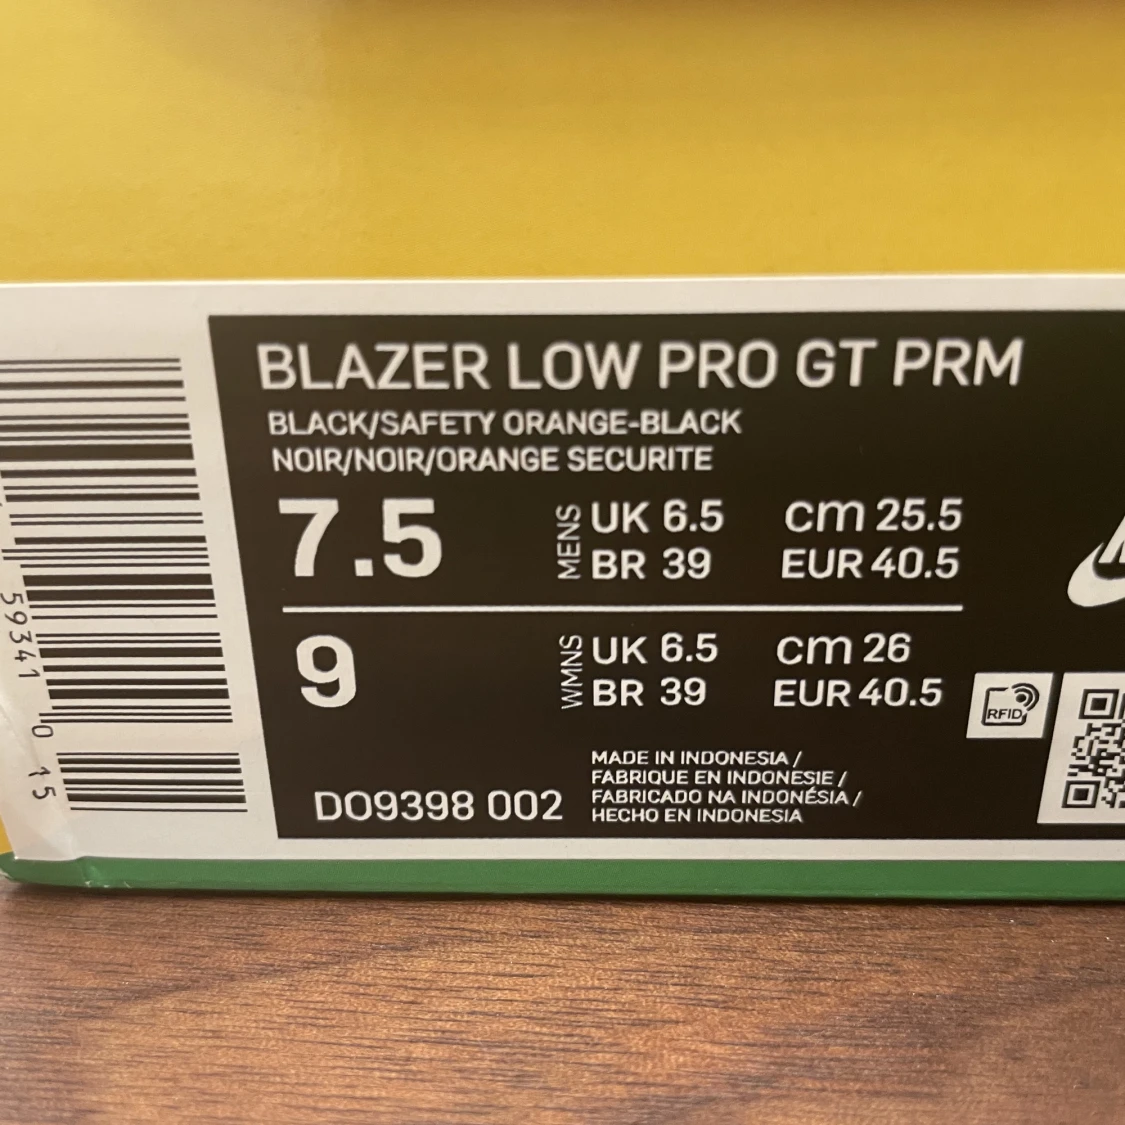 BLAZER LOW PRO GT PRM
BLACK/SAFETY ORANGE-BLACK
NOIR/NOIR/ORANGE SECURITE
7.5 MENS UK 6.5 cm 25.5
BR 39 EUR 40.5
9 WMNS UK 6.5 cm 26
BR 39 EUR 40.5
RFID
MADE IN INDONESIA /
FABRIQUE EN INDONESIE /
FABRICADO NA INDONÉSIA /
HECHO EN INDONESIA
DO9398 002
59341 015